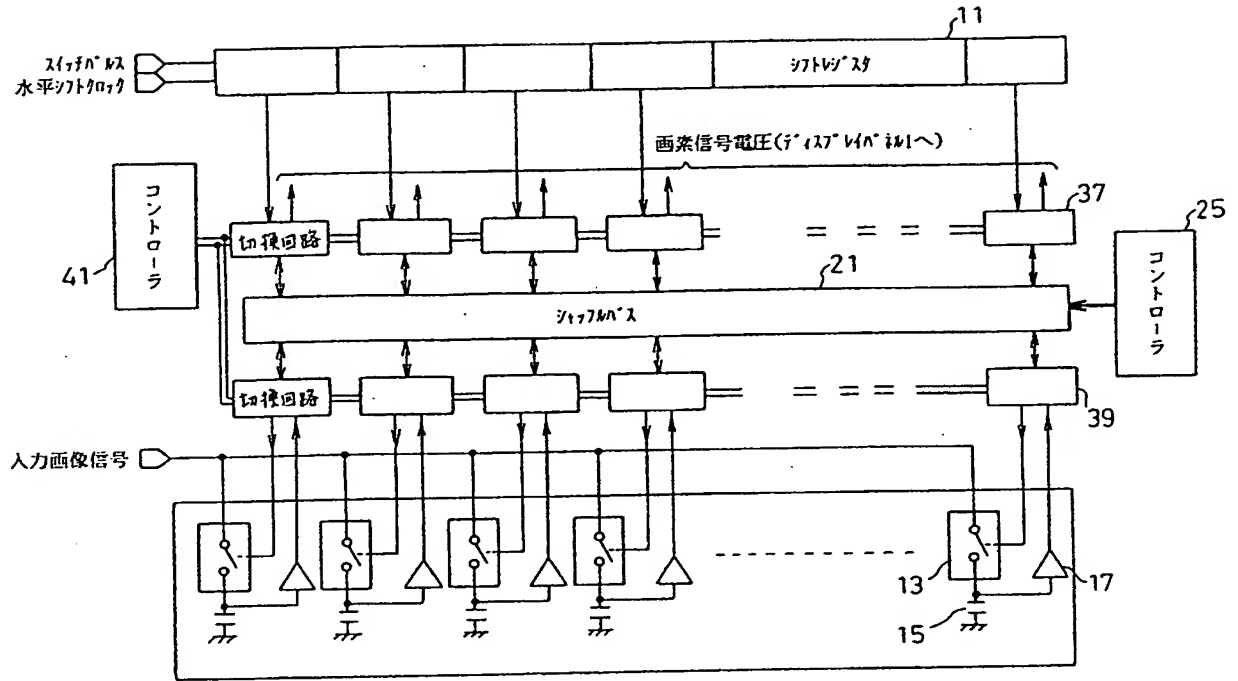 11
スイッチパルス
水平シフトクロック
シフトレジスタ
画素信号電圧(ディスプレイパネル1へ)
コントローラ
41
切換回路
37
25
コントローラ
21
シャッフルバス
切換回路
39
入力画像信号
13
17
15